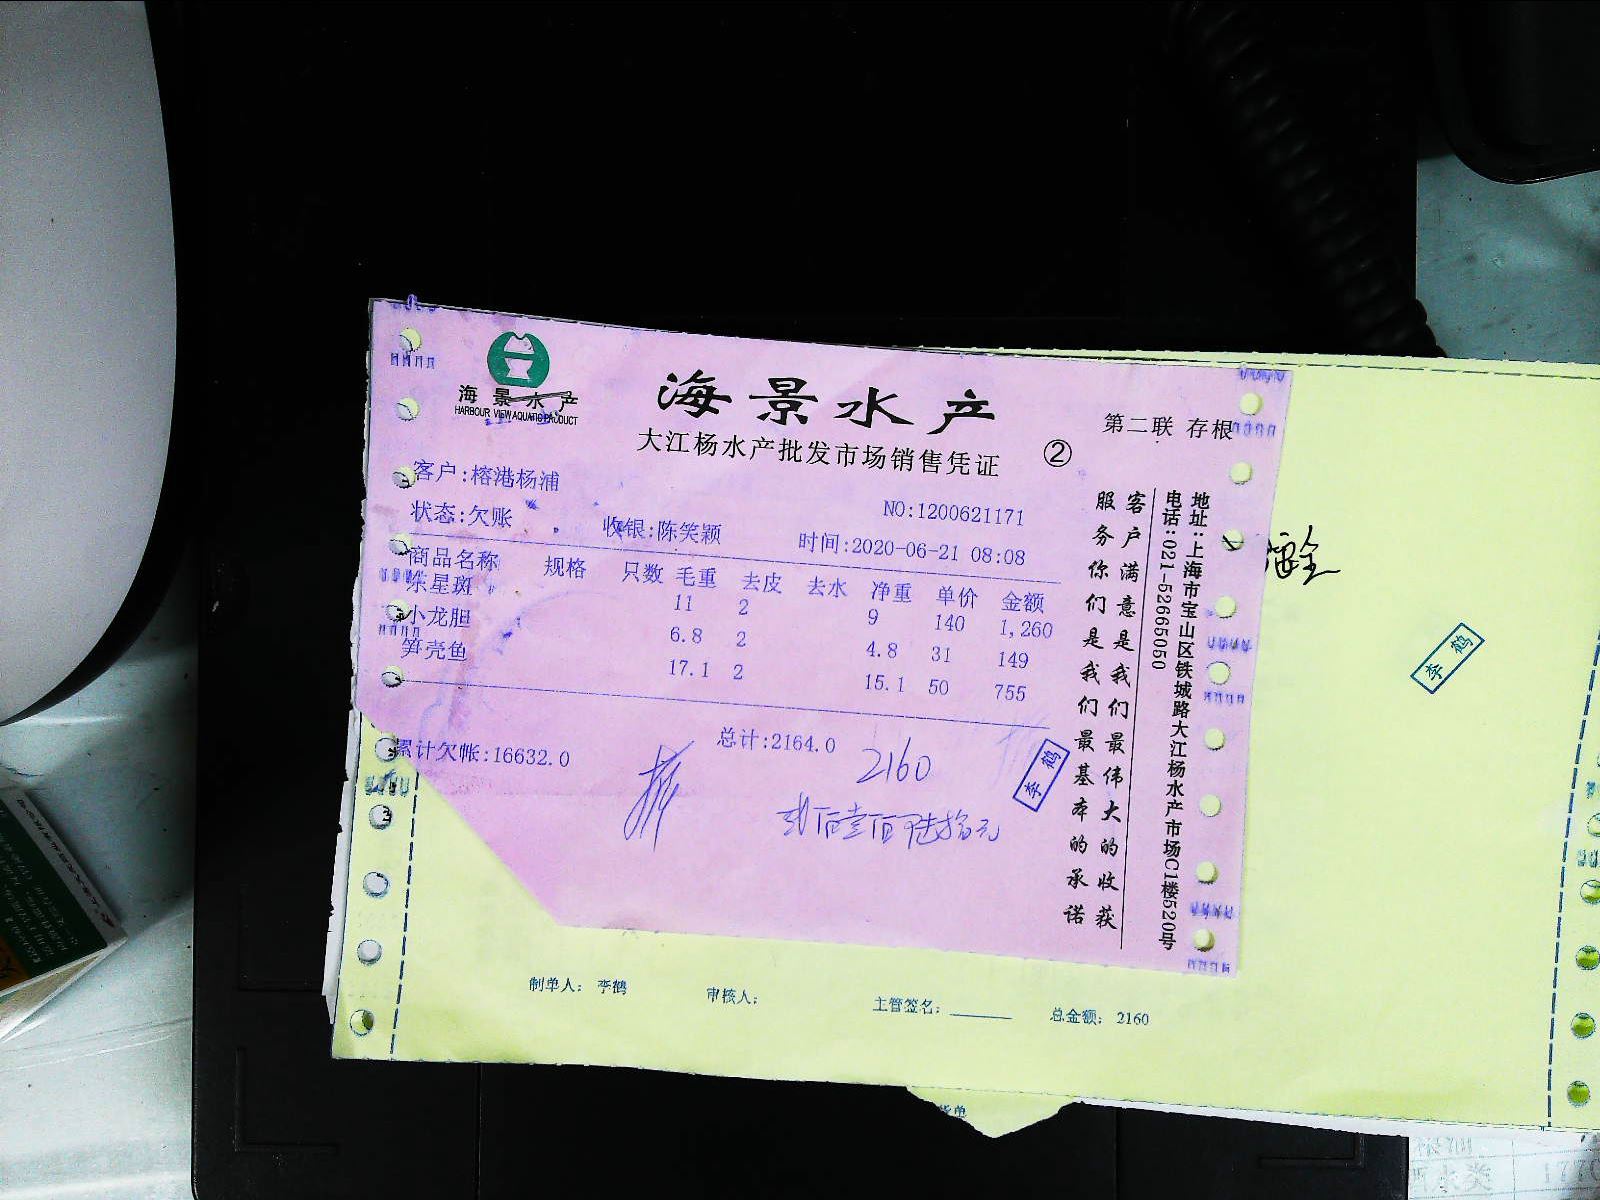 海景水产
HARBOUR VIEW AQUATIC PRODUCT
海景水产
大江杨水产批发市场销售凭证
②
第二联 存根
客户:榕港杨浦
NO:1200621171
状态:欠账 收银:陈笑颖 时间:2020-06-21 08:08
商品名称 规格 只数 毛重 去皮 去水 净重 单价 金额
东星斑 11 2 9 140 1,260
小龙胆 6.8 2 4.8 31 149
笋壳鱼 17.1 2 15.1 50 755
累计欠帐:16632.0 总计:2164.0
2160
李鹤
地址:上海市宝山区铁城路大江杨水产市场C1楼520号
电话:021-52665050
客户满意是我们最伟大的收获
服务你们是我们最基本的承诺
李鹤
制单人: 李鹤 审核人: 主管签名: 总金额: 2160